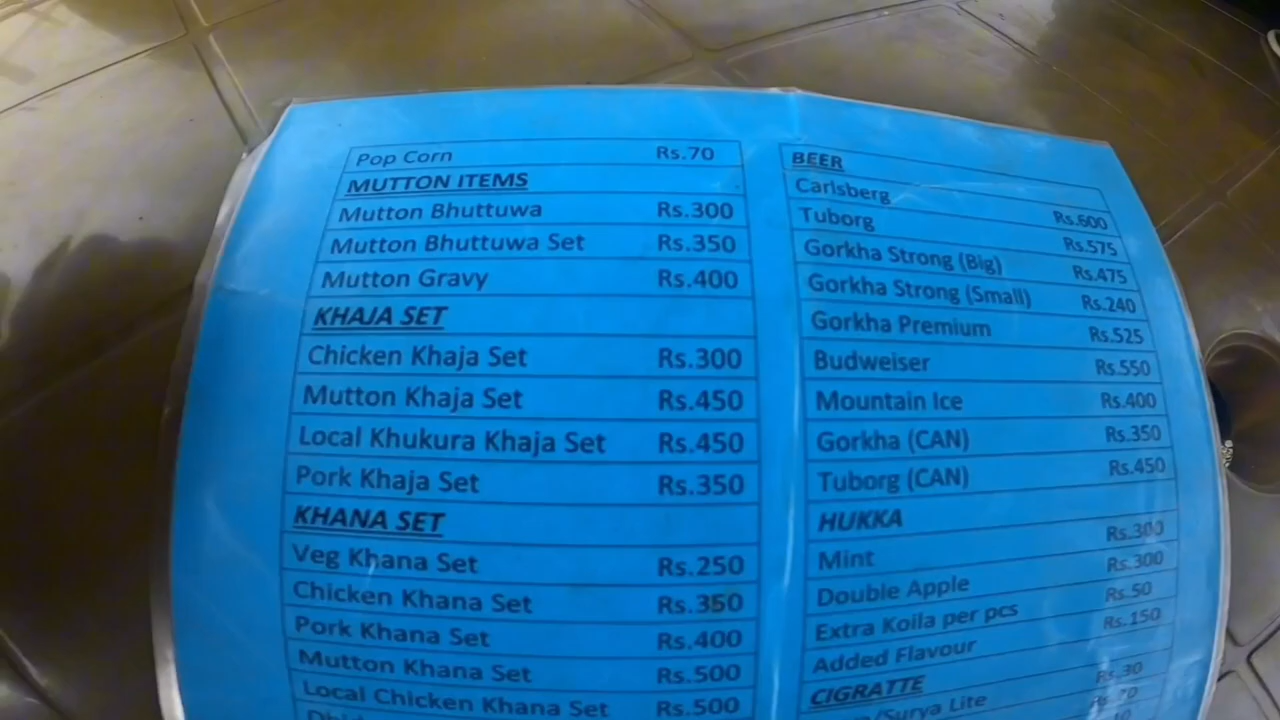 Pop Corn Rs.70
MUTTON ITEMS
Mutton Bhuttuwa Rs.300
Mutton Bhuttuwa Set Rs.350
Mutton Gravy Rs.400
KHAJA SET
Chicken Khaja Set Rs.300
Mutton Khaja Set Rs.450
Local Khukura Khaja Set Rs.450
Pork Khaja Set Rs.350
KHANA SET
Veg Khana Set Rs.250
Chicken Khana Set Rs.350
Pork Khana Set Rs.400
Mutton Khana Set Rs.500
Local Chicken Khana Set Rs.500
BEER
Carlsberg Rs.600
Tuborg Rs.575
Gorkha Strong (Big) Rs.475
Gorkha Strong (Small) Rs.240
Gorkha Premium Rs.525
Budweiser Rs.550
Mountain Ice Rs.400
Gorkha (CAN) Rs.350
Tuborg (CAN) Rs.450
HUKKA
Mint Rs.300
Double Apple Rs.300
Extra Koila per pcs Rs.50
Added Flavour Rs.150
CIGRATTE
Lite Rs.30